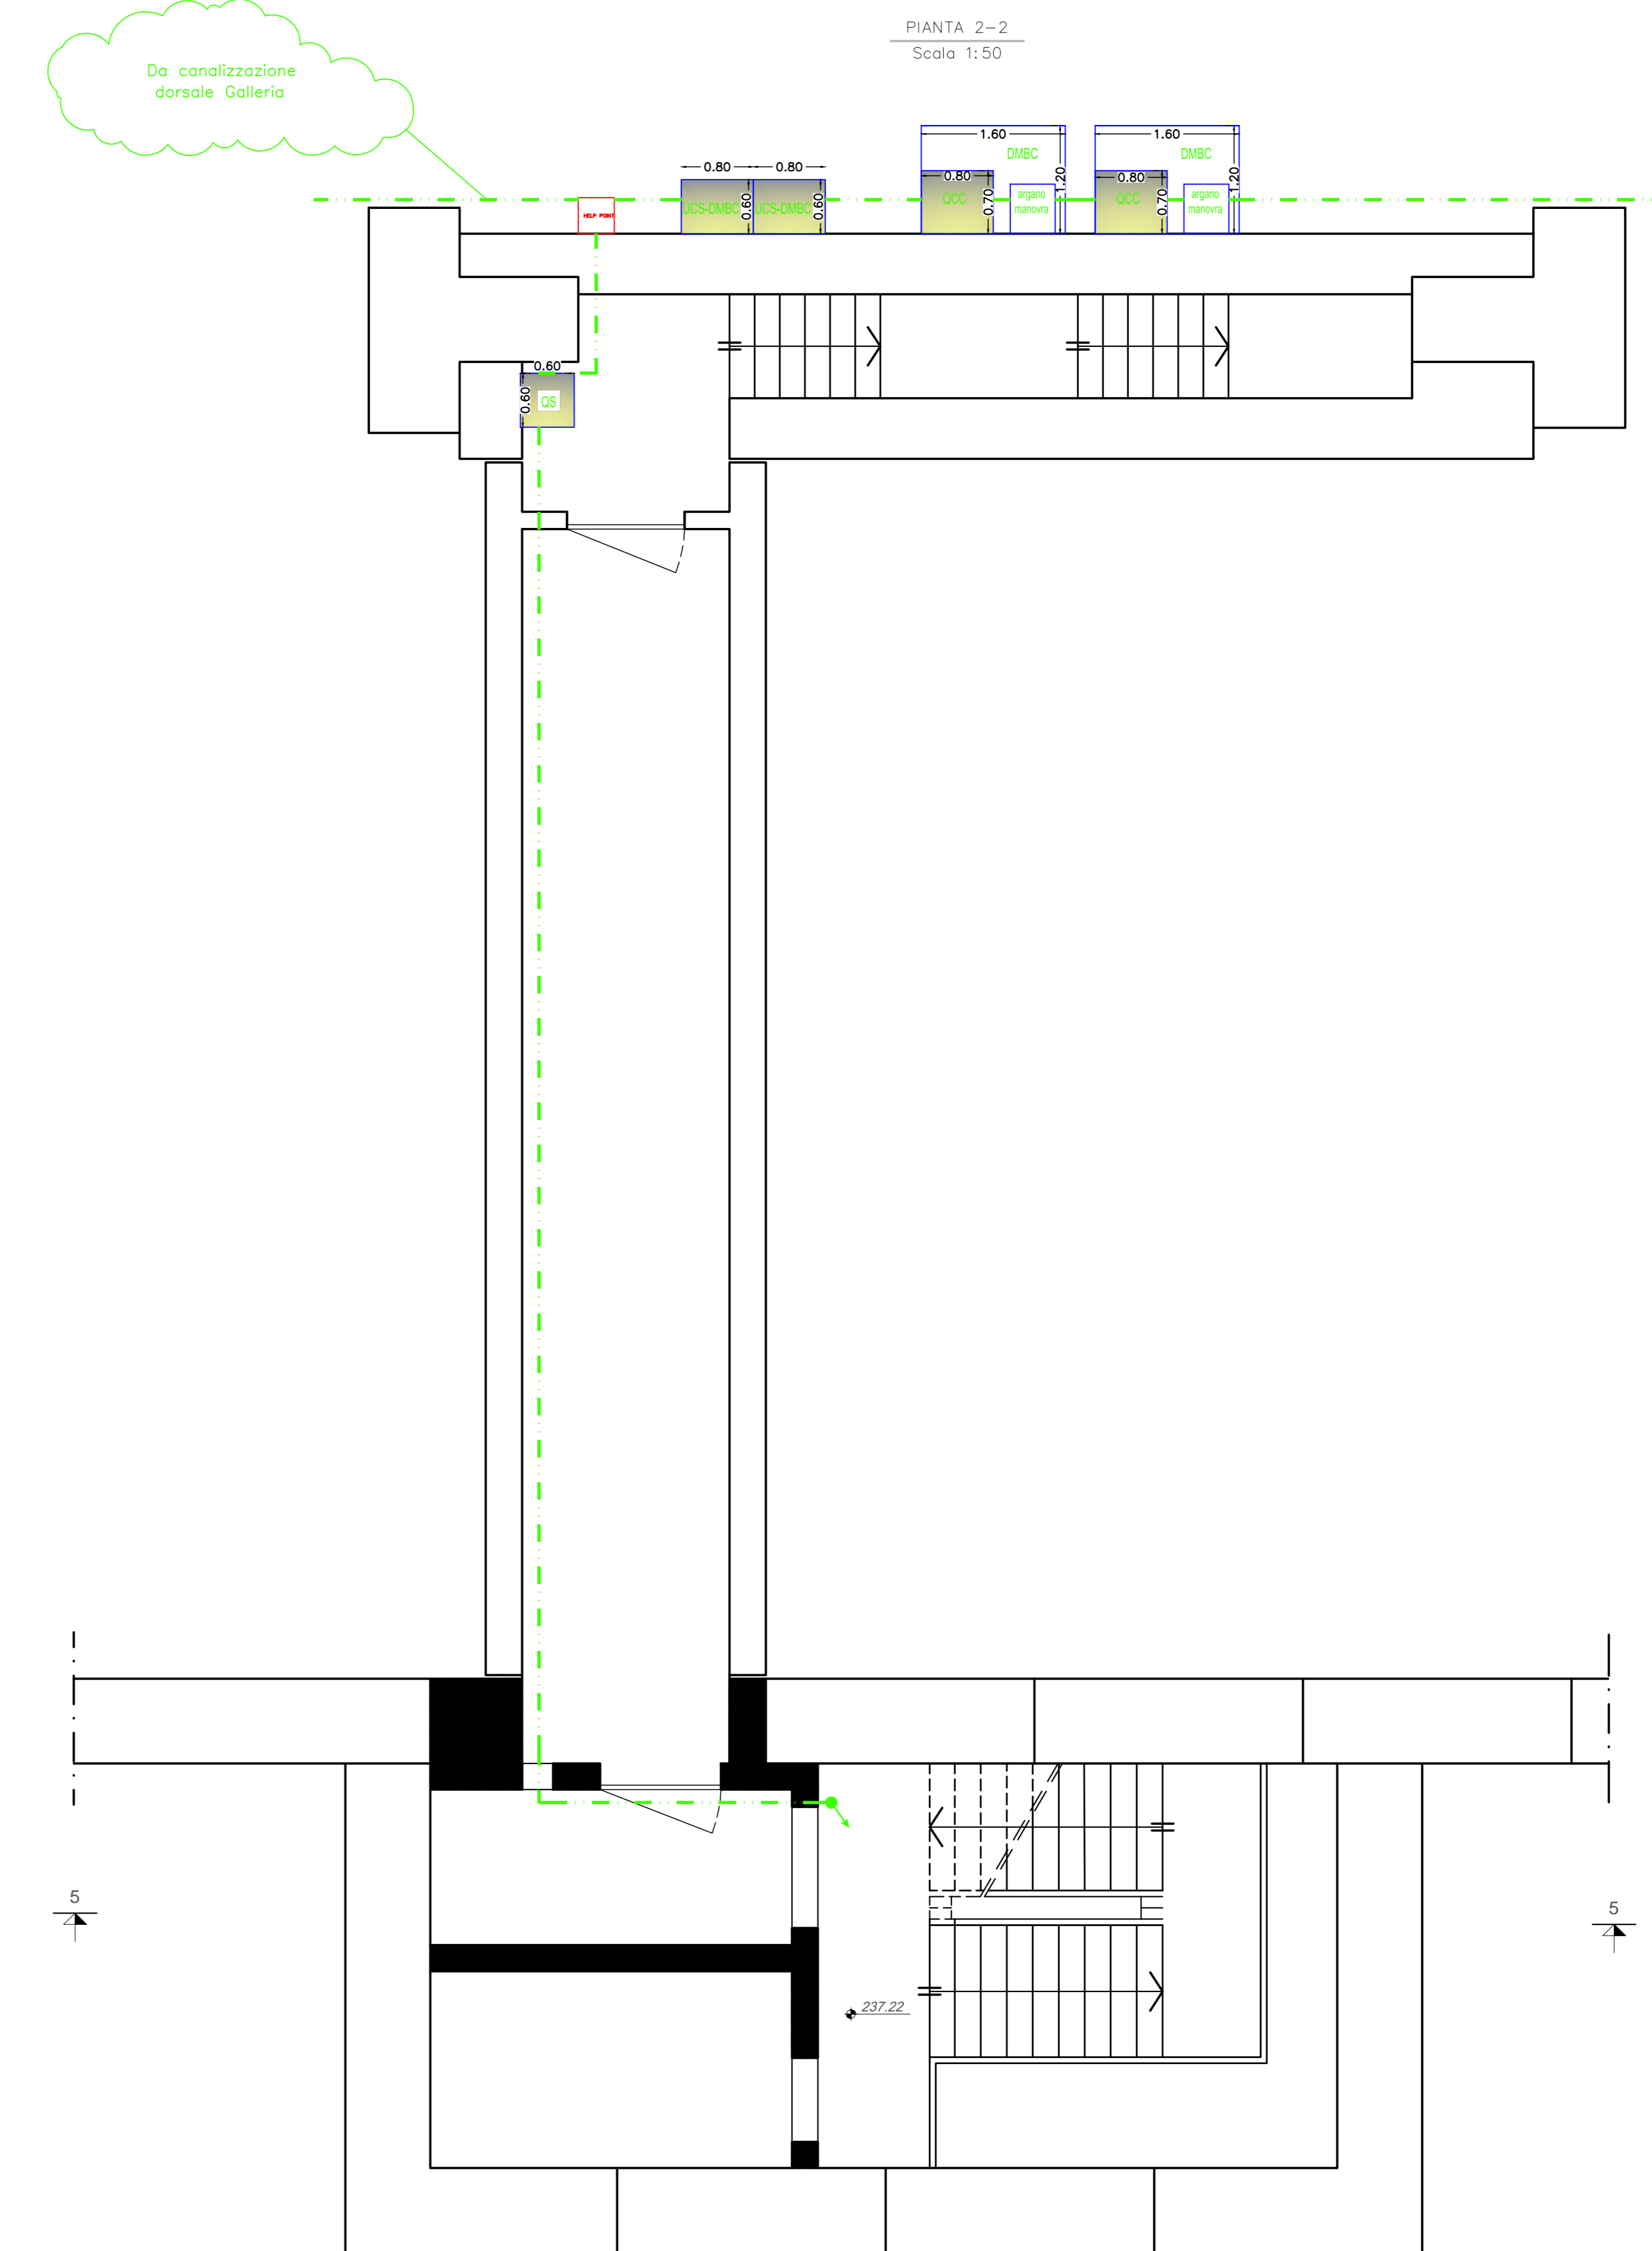 PIANTA 2-2
Scala 1:50
Da canalizzazione
dorsale Galleria
1.60
1.60
DMBC
DMBC
0.80
0.80
0.80
0.80
1.20
1.20
UCS-DMBC
0.60
UCS-DMBC
0.60
QCC
0.70
argano
manovra
QCC
0.70
argano
manovra
HELP POINT
0.60
0.60
QS
5
5
237.22